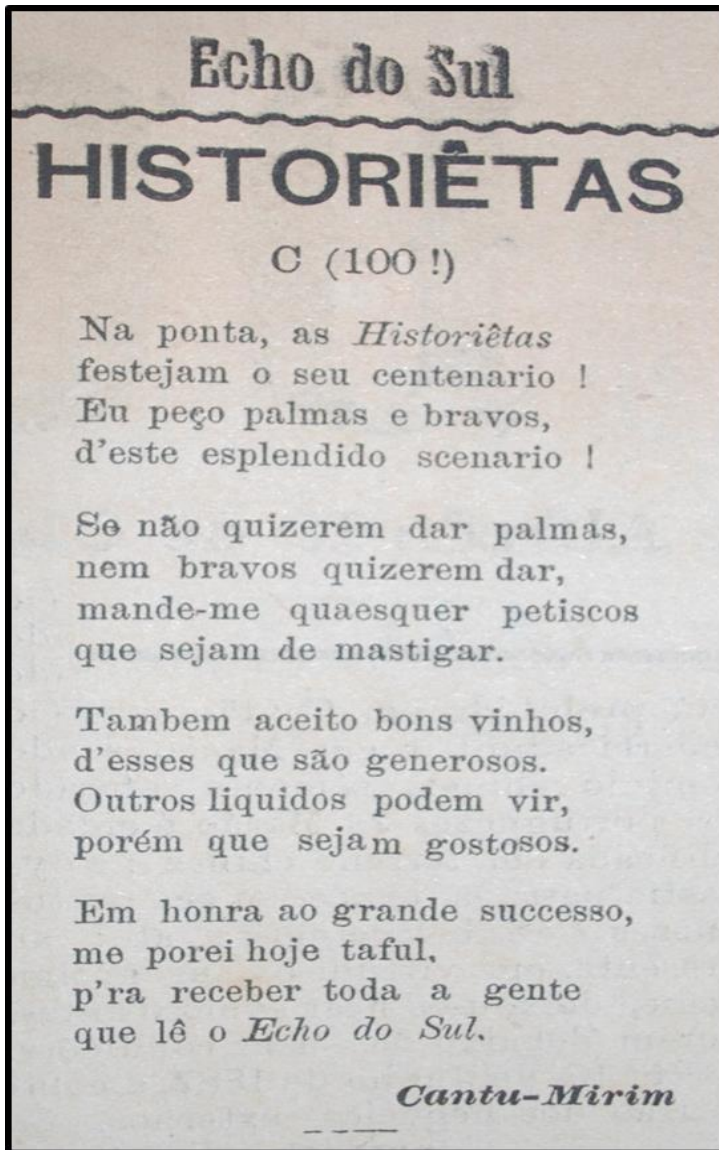 Echo do Sul
HISTORIÊTAS
C (100 !)
Na ponta, as Historiêtas
festejam o seu centenario !
Eu peço palmas e bravos,
d'este esplendido scenario !
Se não quizerem dar palmas,
nem bravos quizerem dar,
mande-me quaesquer petiscos
que sejam de mastigar.
Tambem aceito bons vinhos,
d'esses que são generosos.
Outros liquidos podem vir,
porém que sejam gostosos.
Em honra ao grande successo,
me porei hoje taful,
p'ra receber toda a gente
que lê o Echo do Sul.
Cantu-Mirim